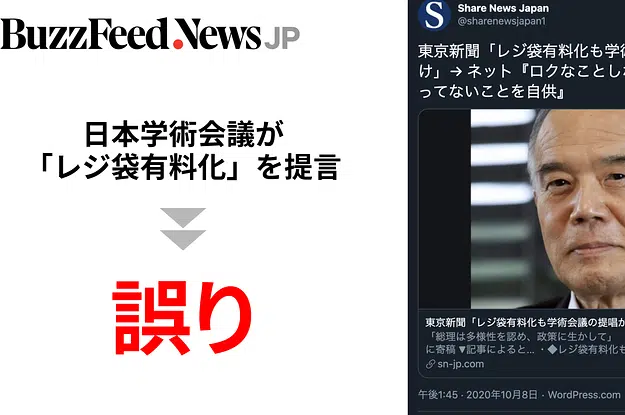 BuzzFeed News JP
日本学術会議が
「レジ袋有料化」を提言
誤り
Share News Japan
@sharenewsjapan1
東京新聞「レジ袋有料化も学術
け」→ ネット『ロクなことしな
ってないことを自供』
東京新聞「レジ袋有料化も学術会議の提唱が
「総理は多様性を認め、政策に生かして」
に寄稿 ▼記事によると... ・◆レジ袋有料化も
sn-jp.com
午後1:45 · 2020年10月8日 · WordPress.com